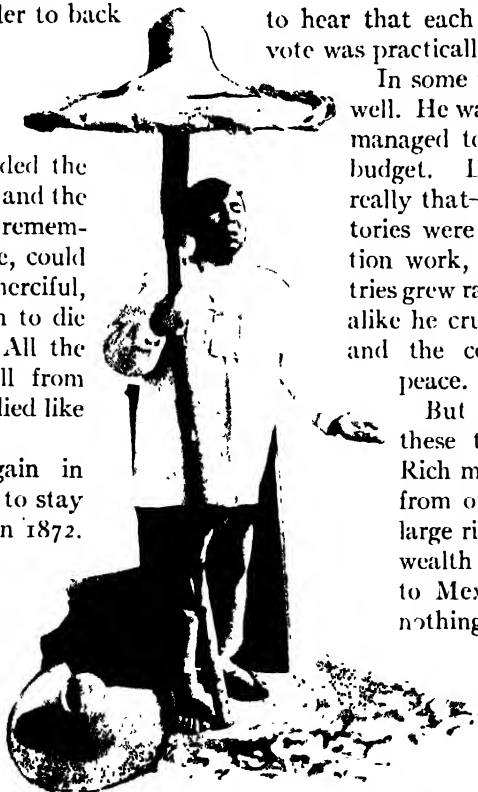 ler to back
ded the
and the
remem-
e, could
nerciful,
n to die
All the
ll from
lied like
gain in
to stay
n 1872.
to hear that each
vote was practically
In some
well. He wa
managed to
budget. L
really that—
tories were
tion work,
tries grew ra
alike he cru
and the co
peace.
But
these t
Rich m
from o
large ri
wealth
to Mex
nothing